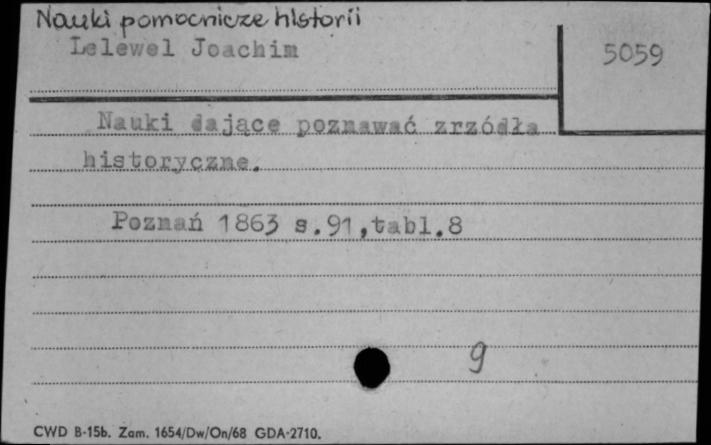 Nauki pomocnicze historii
Lelewel Joachim
5059
Nauki dające poznawać zrzódła
historyczne.
Poznań 1863 s.91,tabl.8
9
CWD B-15b. Zam. 1654/Dw/On/68 GDA-2710.